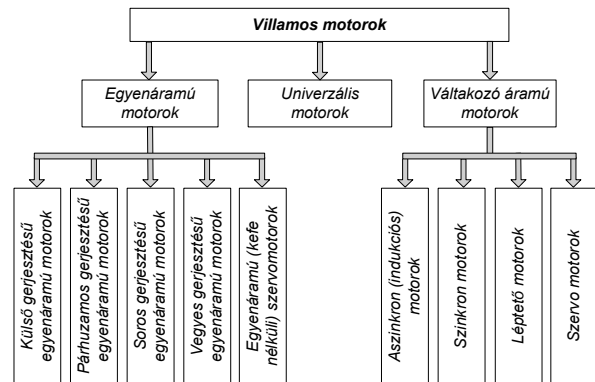 Villamos motorok
Egyenáramú
motorok
Univerzális
motorok
Váltakozó áramú
motorok
Külső gerjesztésű
egyenáramú motorok
Párhuzamos gerjesztésű
egyenáramú motorok
Soros gerjesztésű
egyenáramú motorok
Vegyes gerjesztésű
egyenáramú motorok
Egyenáramú (kefe
nélküli) szervomotorok
Aszinkron (indukciós)
motorok
Szinkron motorok
Léptető motorok
Szervo motorok